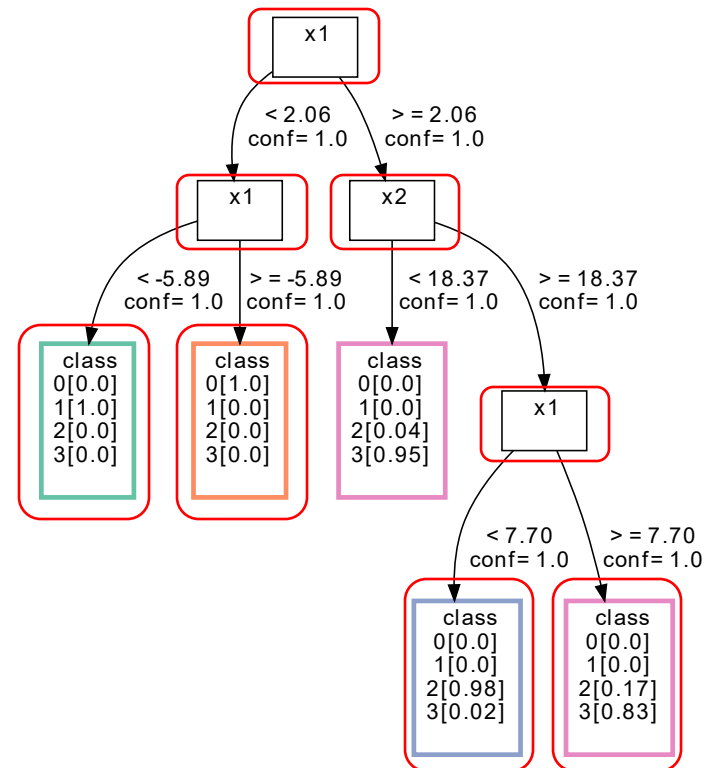 x1
< 2.06
conf= 1.0
> = 2.06
conf= 1.0
x1
x2
< -5.89
conf= 1.0
> = -5.89
conf= 1.0
< 18.37
conf= 1.0
> = 18.37
conf= 1.0
class
0[0.0]
1[1.0]
2[0.0]
3[0.0]
class
0[1.0]
1[0.0]
2[0.0]
3[0.0]
class
0[0.0]
1[0.0]
2[0.04]
3[0.95]
x1
< 7.70
conf= 1.0
> = 7.70
conf= 1.0
class
0[0.0]
1[0.0]
2[0.98]
3[0.02]
class
0[0.0]
1[0.0]
2[0.17]
3[0.83]